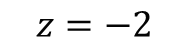 z = −2